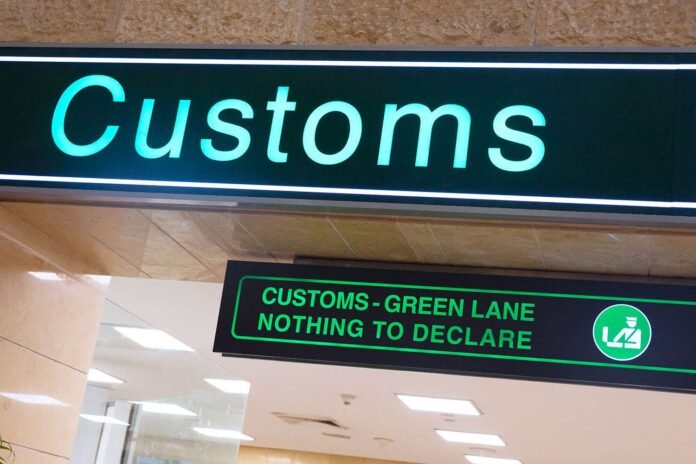 Customs
CUSTOMS - GREEN LANE
NOTHING TO DECLARE